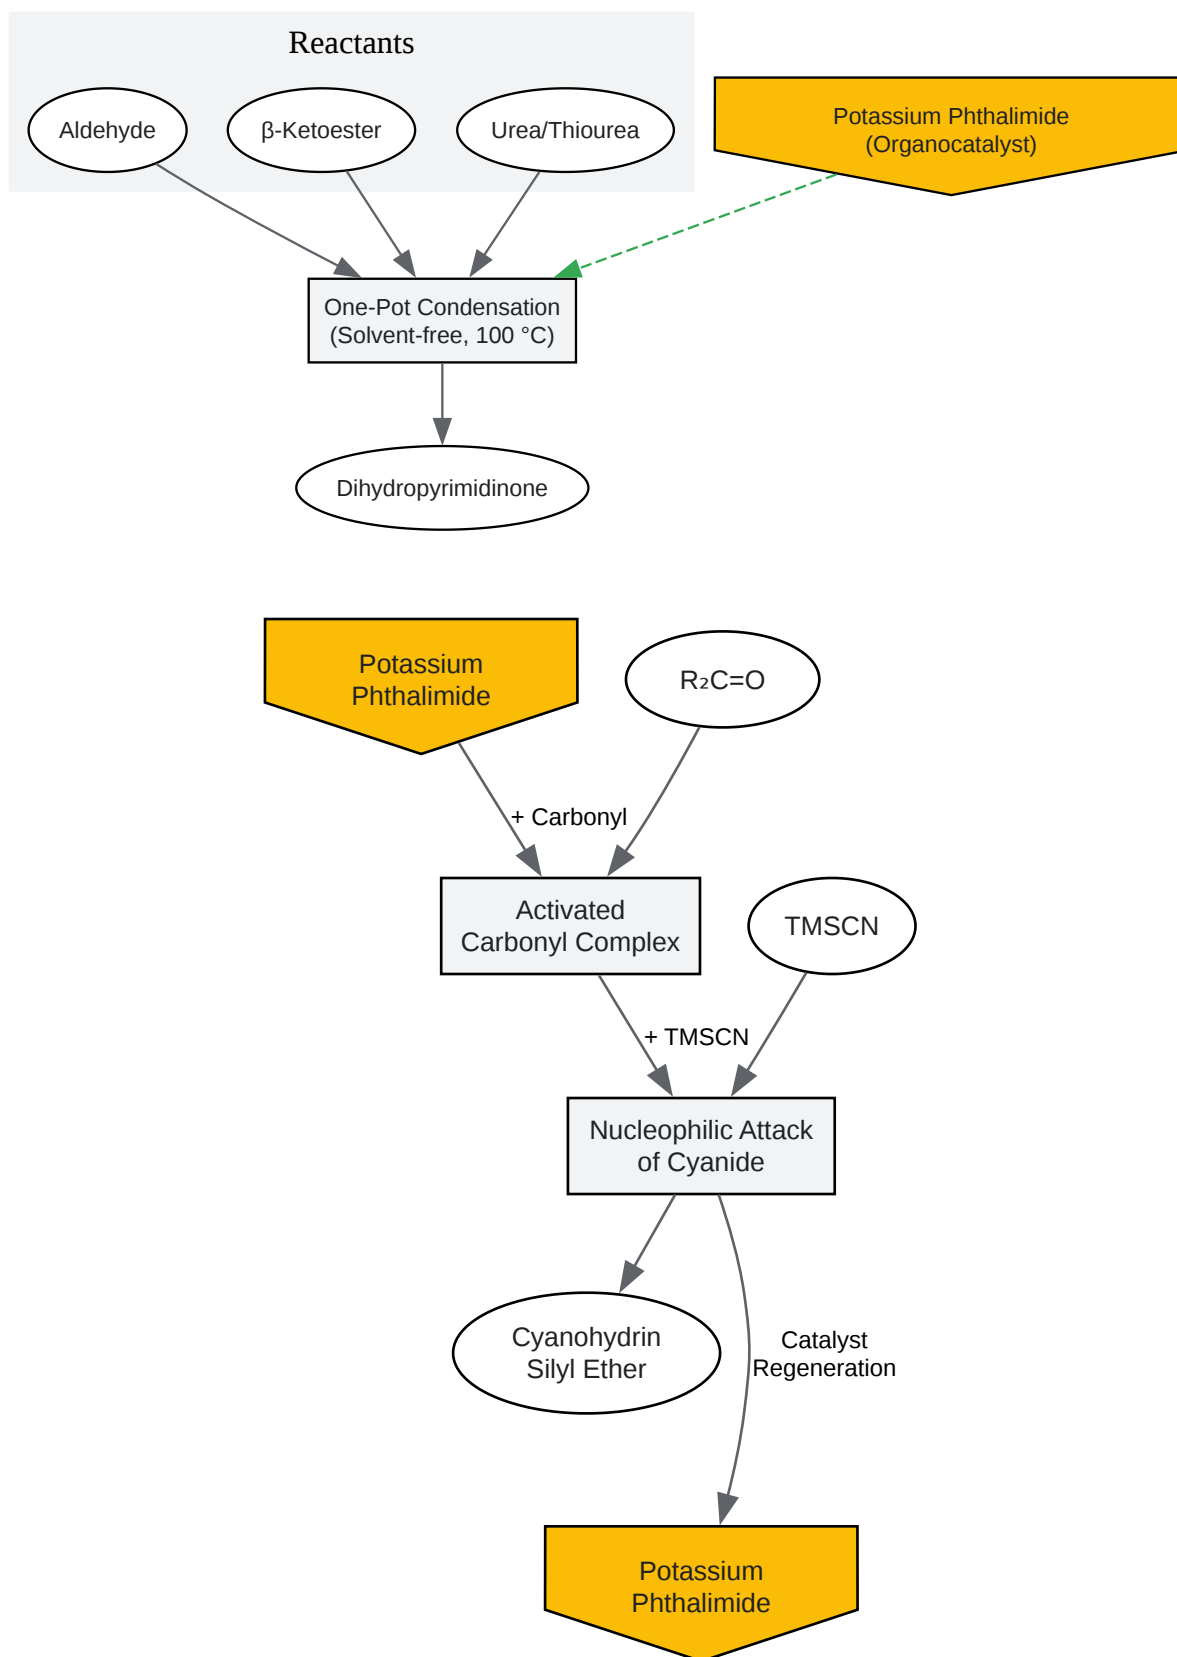 Reactants
Aldehyde
β-Ketoester
Urea/Thiourea
Potassium Phthalimide
(Organocatalyst)
One-Pot Condensation
(Solvent-free, 100 °C)
Dihydropyrimidinone
Potassium
Phthalimide
R₂C=O
+ Carbonyl
Activated
Carbonyl Complex
TMSCN
+ TMSCN
Nucleophilic Attack
of Cyanide
Cyanohydrin
Silyl Ether
Catalyst
Regeneration
Potassium
Phthalimide